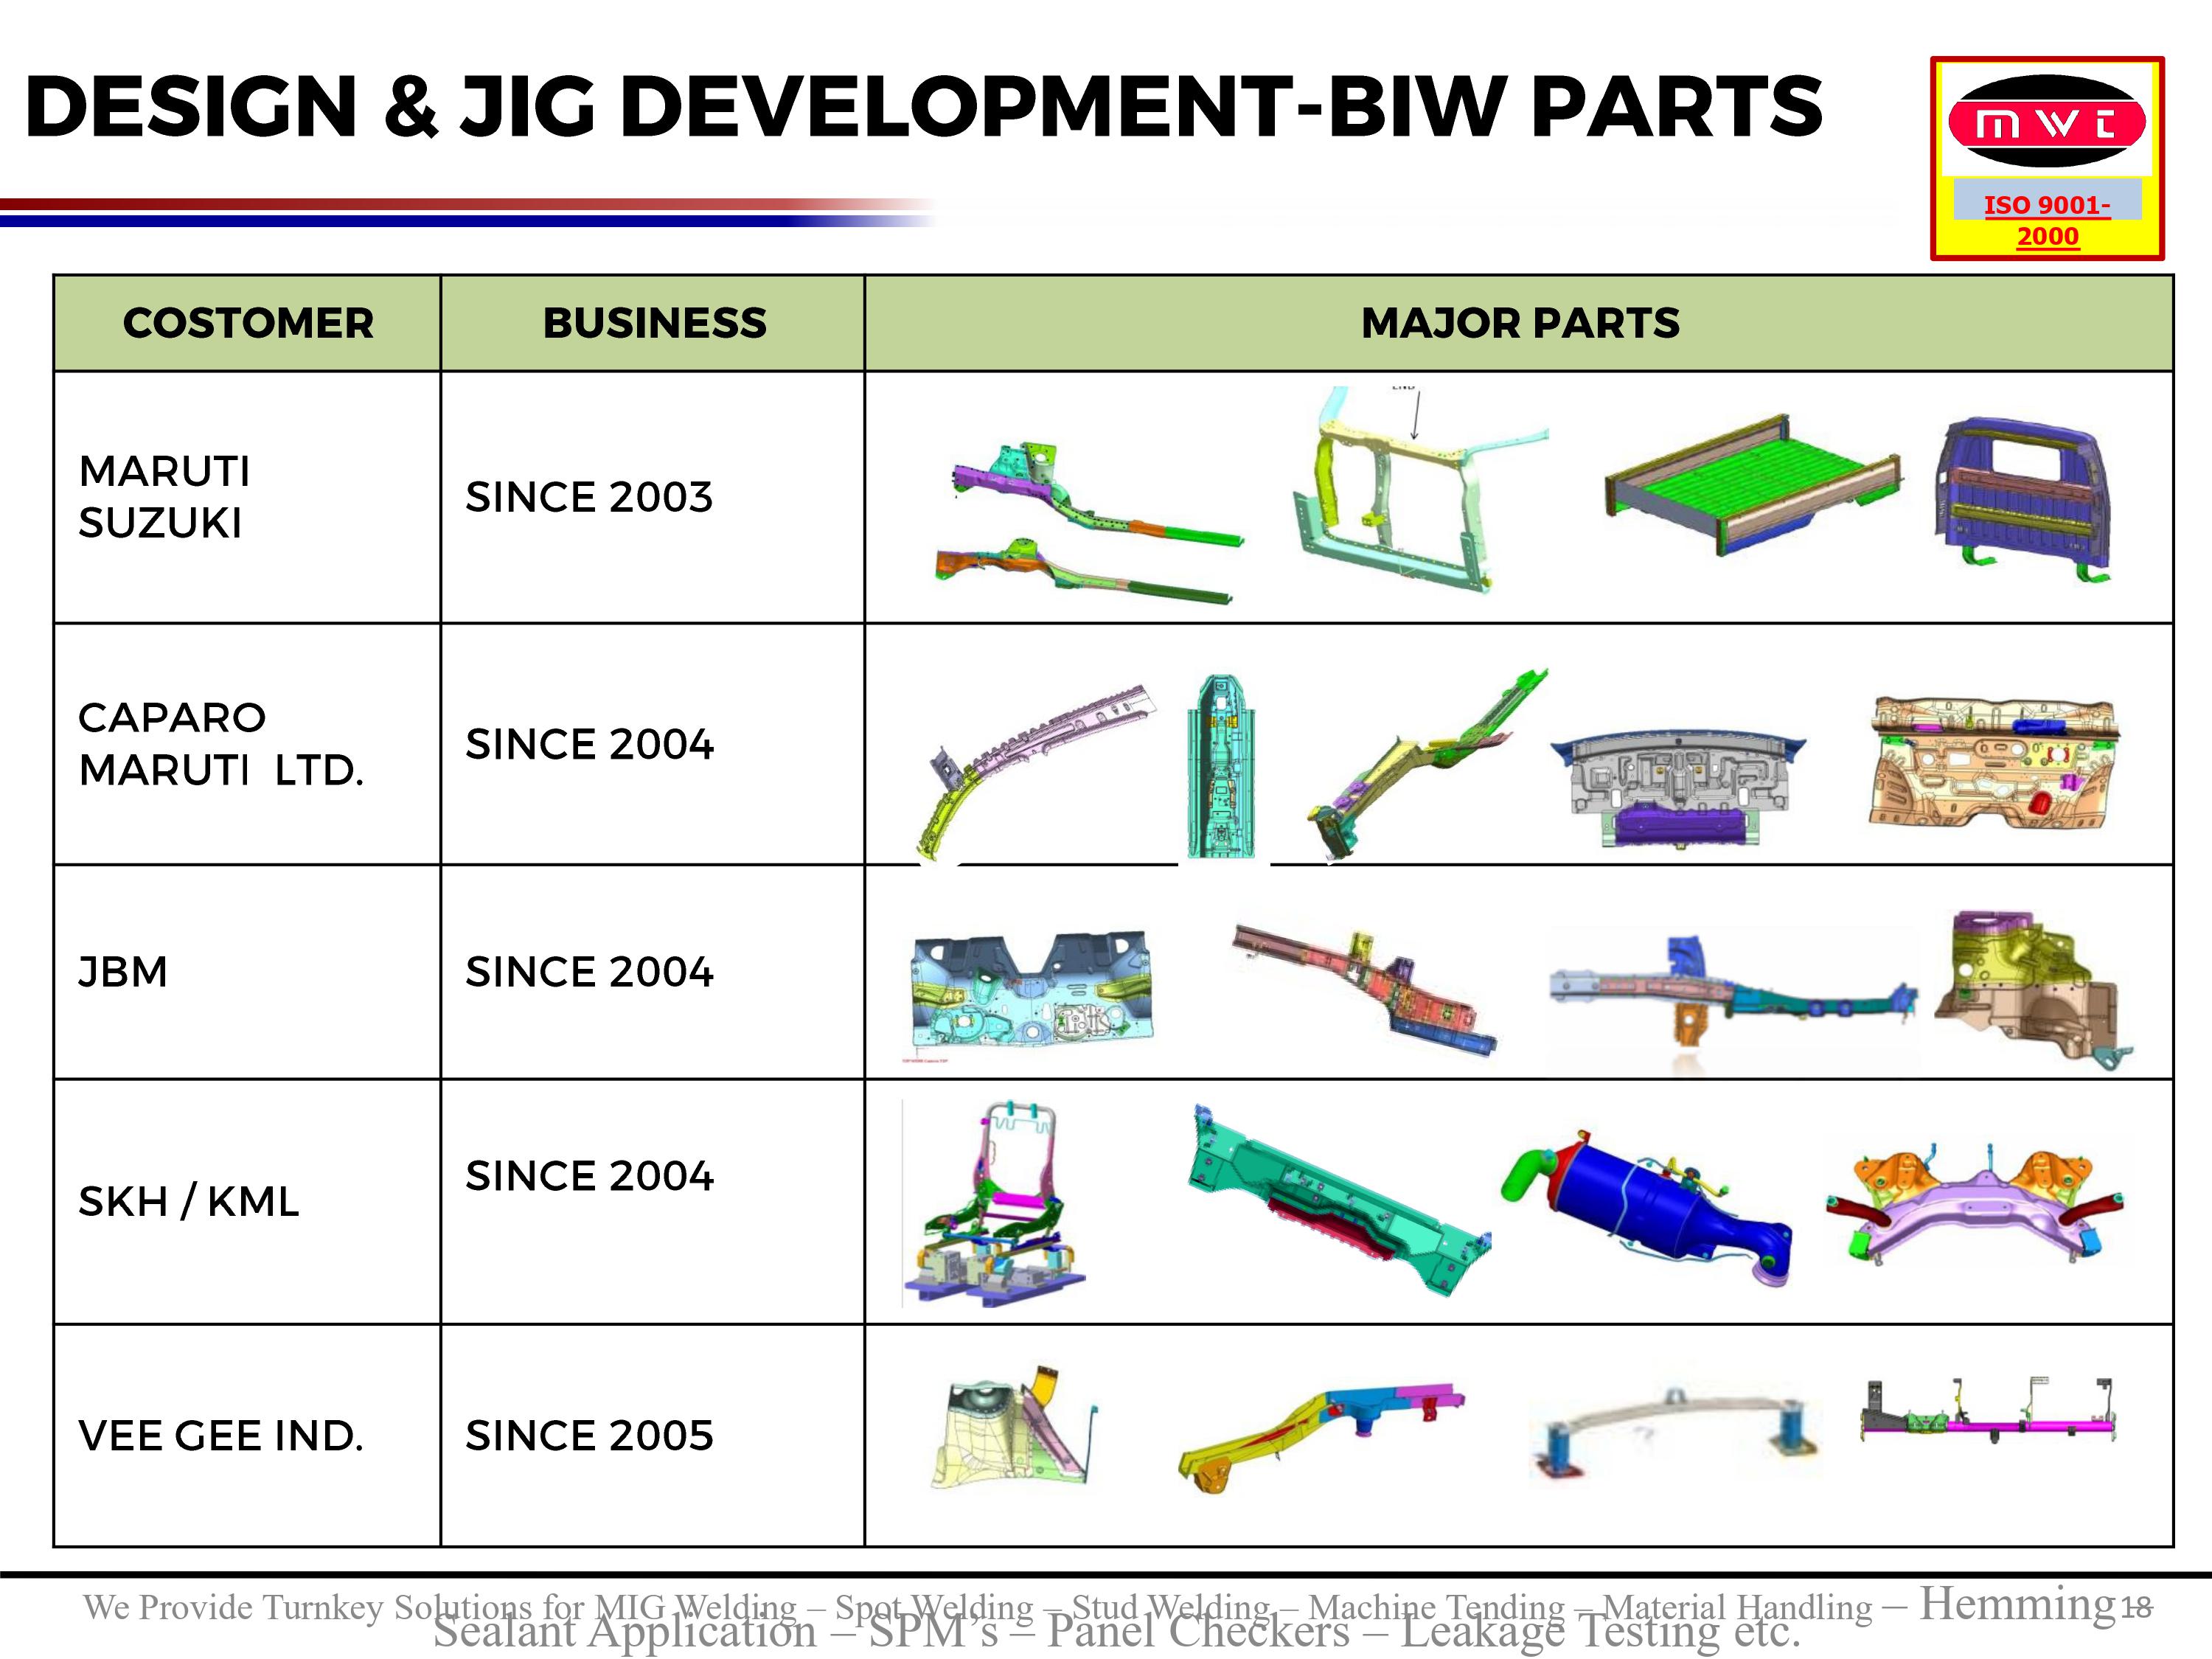 DESIGN & JIG DEVELOPMENT-BIW PARTS
mwt
ISO 9001-
2000
COSTOMER
BUSINESS
MAJOR PARTS
MARUTI
SUZUKI
SINCE 2003
CAPARO
MARUTI LTD.
SINCE 2004
JBM
SINCE 2004
SKH / KML
SINCE 2004
VEE GEE IND.
SINCE 2005
We Provide Turnkey Solutions for MIG Welding – Spot Welding – Stud Welding – Machine Tending – Material Handling – Hemming –
Sealant Application – SPM's – Panel Checkers – Leakage Testing etc.
18